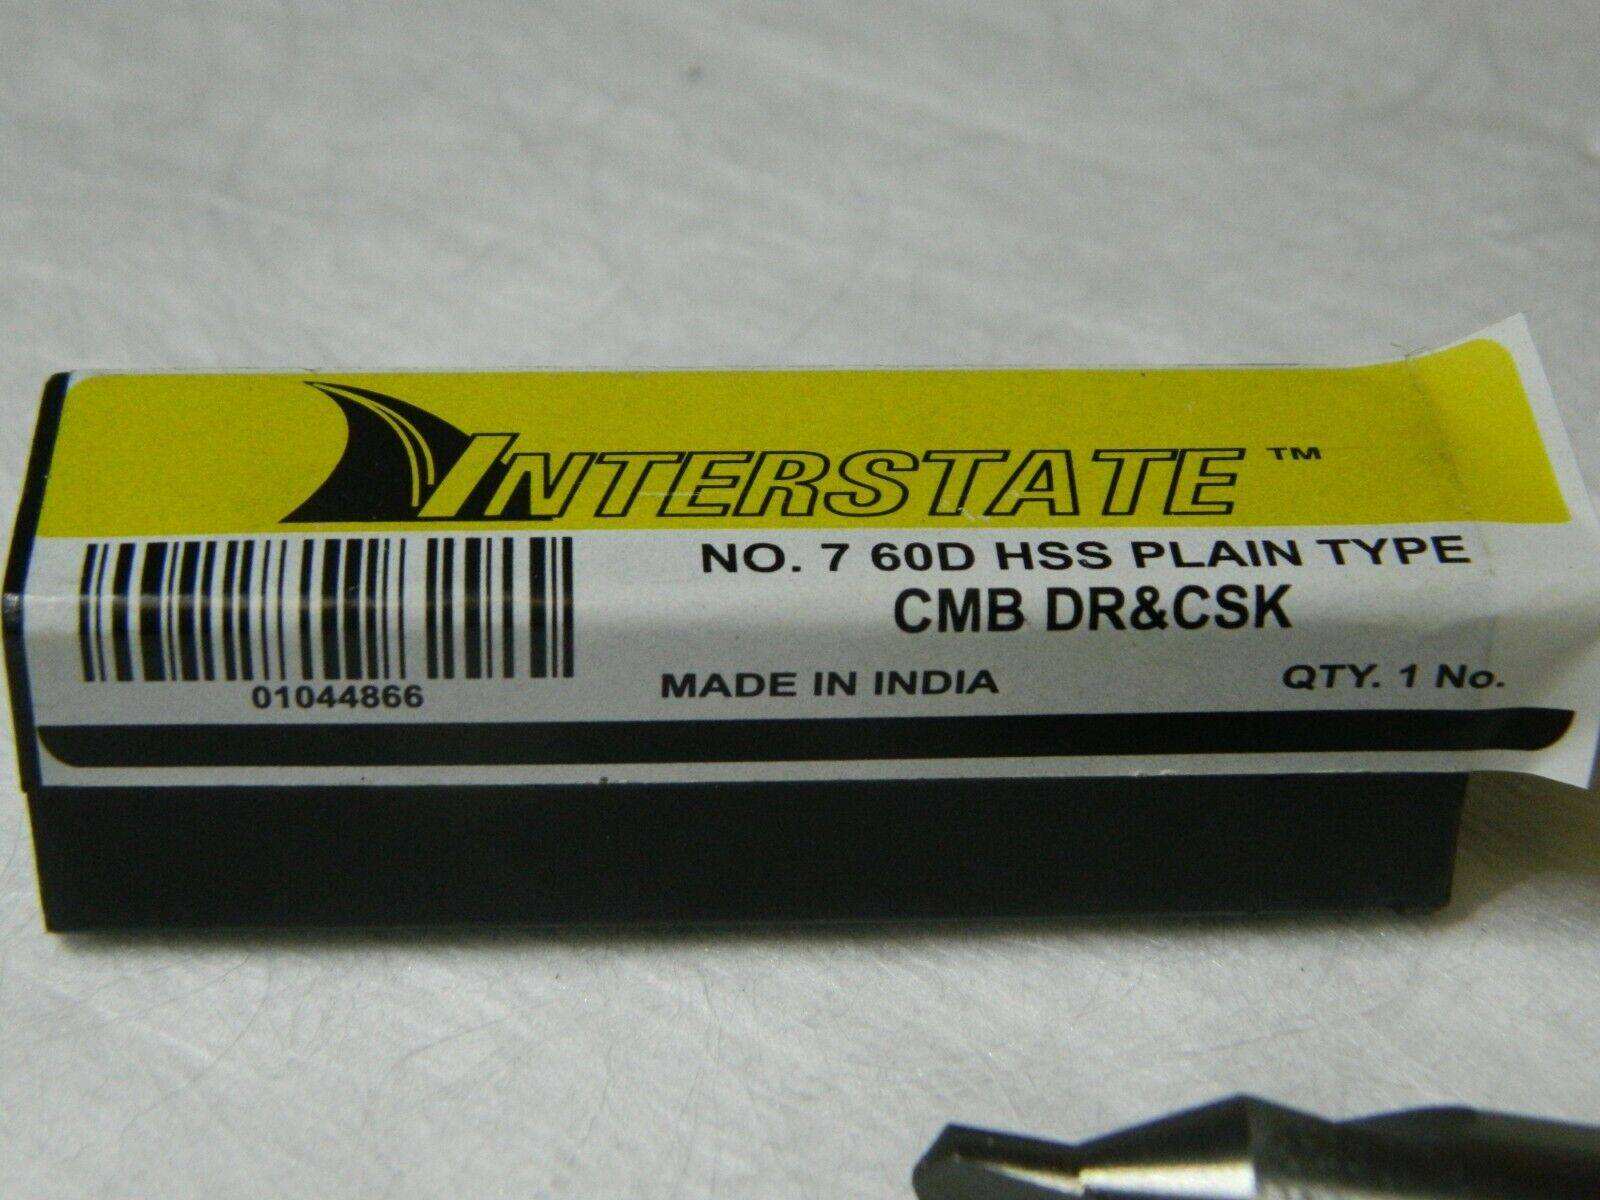 INTERSTATE ™
NO. 7 60D HSS PLAIN TYPE
CMB DR&CSK
01044866
MADE IN INDIA
QTY. 1 No.